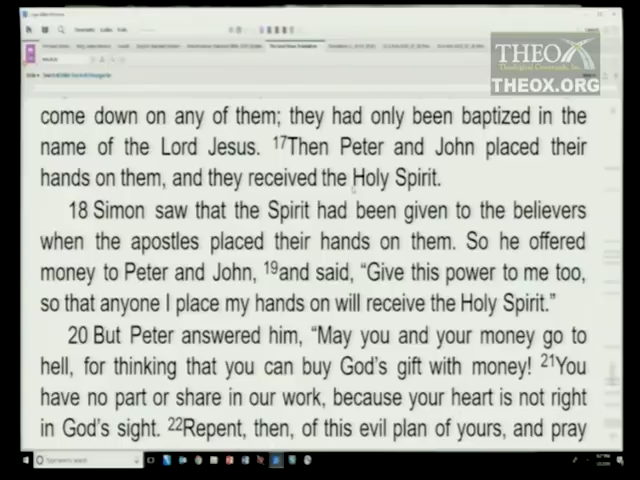 THEOX
THEOX.ORG
come down on any of them; they had only been baptized in the
name of the Lord Jesus. 17Then Peter and John placed their
hands on them, and they received the Holy Spirit.
18 Simon saw that the Spirit had been given to the believers
when the apostles placed their hands on them. So he offered
money to Peter and John, 19and said, “Give this power to me too,
so that anyone I place my hands on will receive the Holy Spirit.”
20 But Peter answered him, “May you and your money go to
hell, for thinking that you can buy God's gift with money! 21You
have no part or share in our work, because your heart is not right
in God's sight. 22Repent, then, of this evil plan of yours, and pray